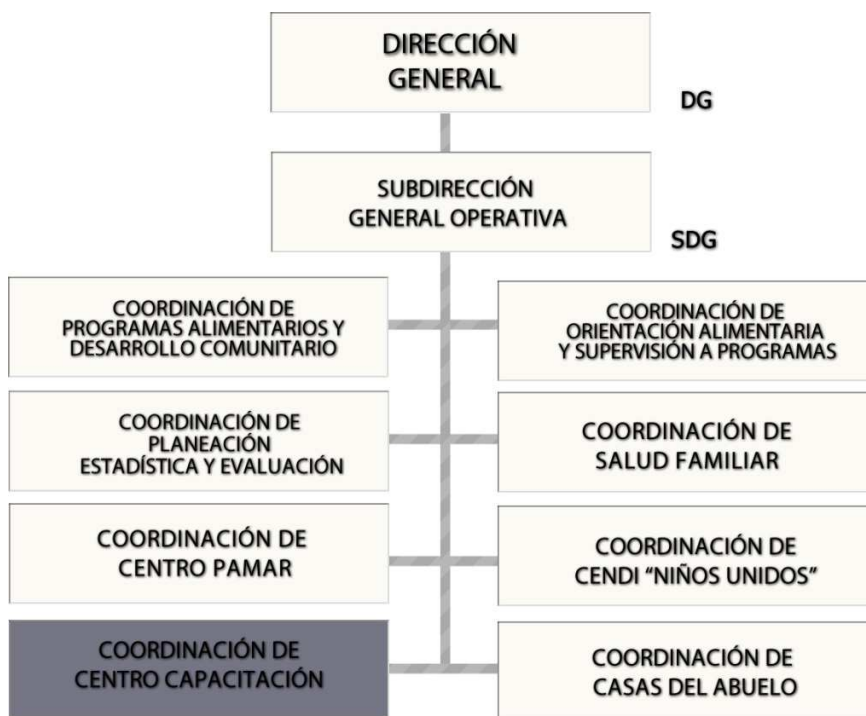 DIRECCIÓN
GENERAL
DG
SUBDIRECCIÓN
GENERAL OPERATIVA
SDG
COORDINACIÓN DE
PROGRAMAS ALIMENTARIOS Y
DESARROLLO COMUNITARIO
COORDINACIÓN DE
ORIENTACIÓN ALIMENTARIA
Y SUPERVISIÓN A PROGRAMAS
COORDINACIÓN DE
PLANEACIÓN
ESTADÍSTICA Y EVALUACIÓN
COORDINACIÓN DE
SALUD FAMILIAR
COORDINACIÓN DE
CENTRO PAMAR
COORDINACIÓN DE
CENDI “NIÑOS UNIDOS”
COORDINACIÓN DE
CENTRO CAPACITACIÓN
COORDINACIÓN DE
CASAS DEL ABUELO